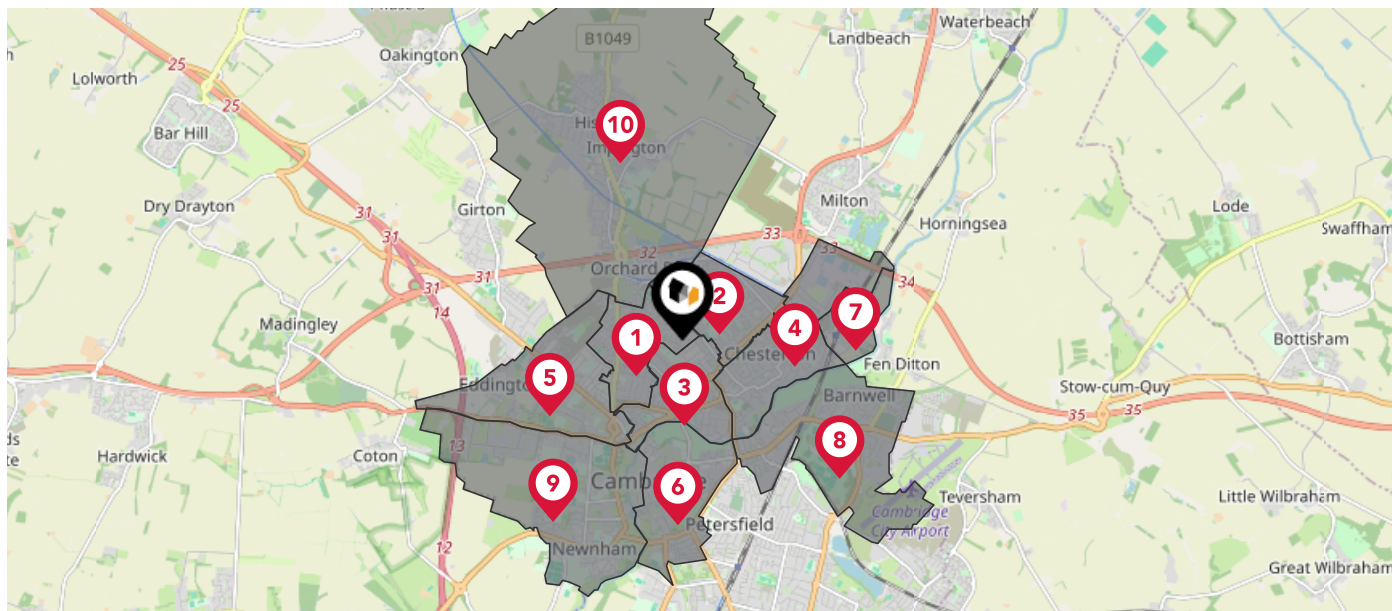 Waterbeach
Landbeach
B1049
Oakington
Lolworth
25
25
Bar Hill
10
Milton
Dry Drayton
Girton
31
31
31
31
32
33
33
34
Horningsea
Lode
Swaffham
Orchard
14
2
7
4
1
Madingley
Chesterton
Fen Ditton
Bottisham
5
3
Stow-cum-Quy
Barnwell
35
35
8
13
Hardwick
Coton
9
6
Teversham
Little Wilbraham
Cambridge
City Airport
Petersfield
Newnham
12
Great Wilbraham